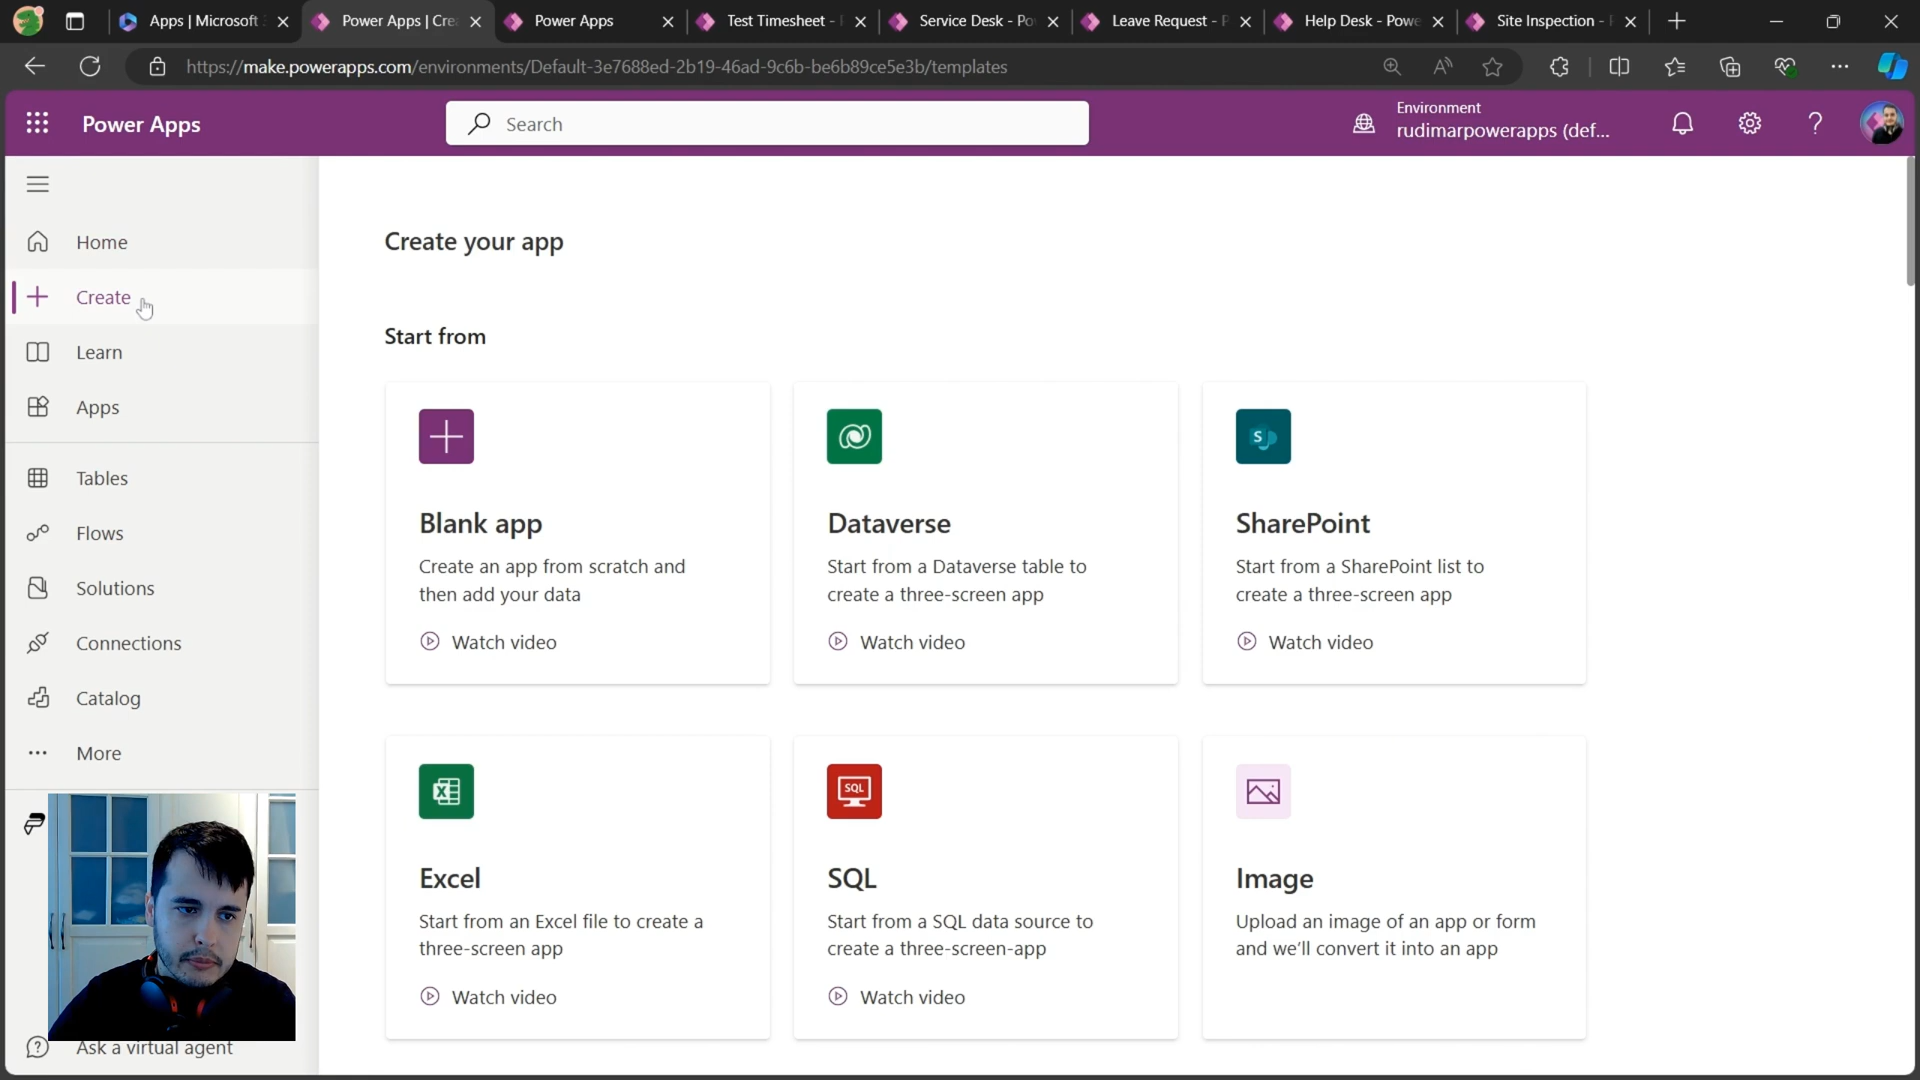 Apps | Microsoft
Power Apps | Cre
Power Apps
Test Timesheet -
Service Desk - Po
Leave Request - P
Help Desk - Powe
Site Inspection -
https://make.powerapps.com/environments/Default-3e7688ed-2b19-46ad-9c6b-be6b89ce5e3b/templates
Power Apps
Search
Environment
rudimarpowerapps (def...
Home
Create
Learn
Apps
Tables
Flows
Solutions
Connections
Catalog
More
Ask a virtual agent
Create your app
Start from
Blank app
Create an app from scratch and
then add your data
Watch video
Dataverse
Start from a Dataverse table to
create a three-screen app
Watch video
SharePoint
Start from a SharePoint list to
create a three-screen app
Watch video
Excel
Start from an Excel file to create a
three-screen app
Watch video
SQL
SQL
Start from a SQL data source to
create a three-screen-app
Watch video
Image
Upload an image of an app or form
and we'll convert it into an app